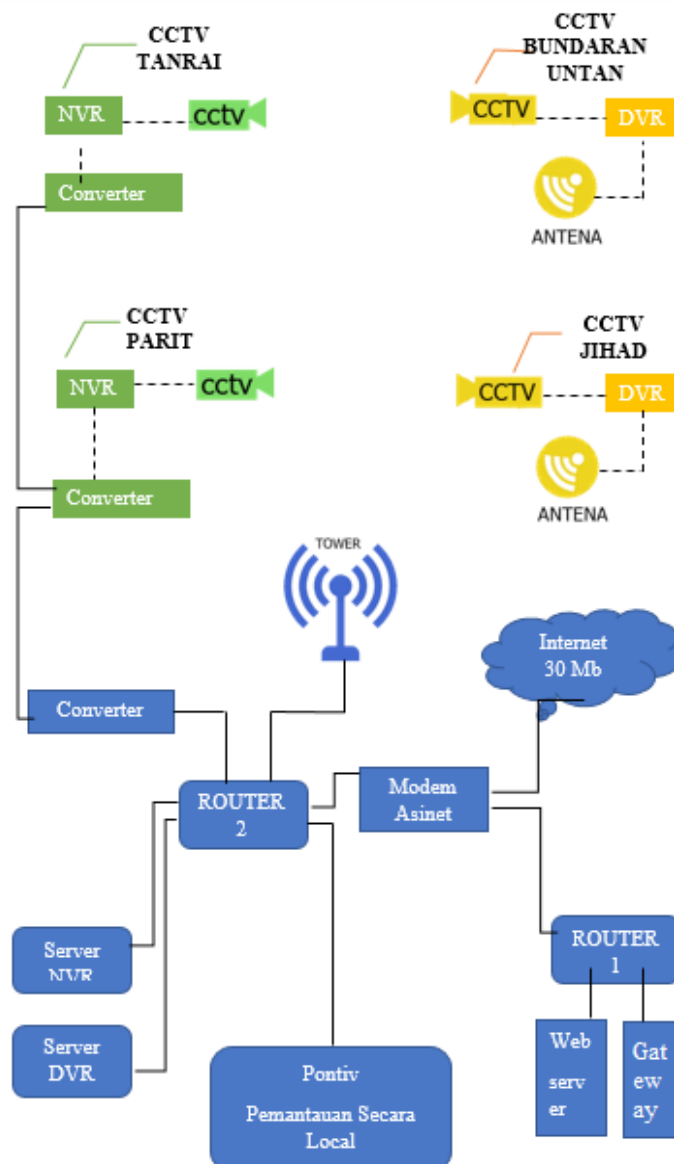 CCTV
TANRAI
NVR
cctv
Converter
CCTV
BUNDARAN
UNTAN
CCTV
DVR
ANTENA
CCTV
PARIT
NVR
cctv
Converter
CCTV
JIHAD
CCTV
DVR
ANTENA
TOWER
Internet
30 Mb
Converter
ROUTER
2
Modem
Asinet
Server
NVR
Server
DVR
Pontiv
Pemantauan Secara
Local
ROUTER
1
Web
serv
er
Gat
ew
ay